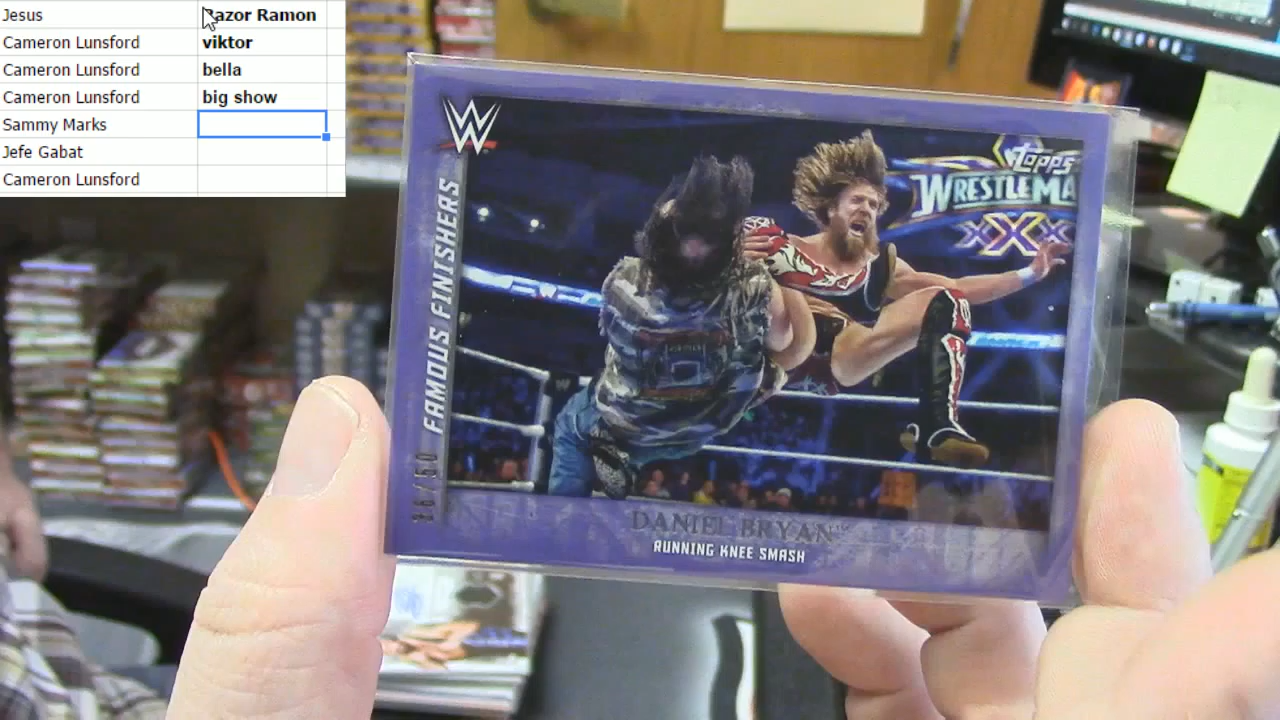 Jesus Razor Ramon
Cameron Lunsford viktor
Cameron Lunsford bella
Cameron Lunsford big show
Sammy Marks
Jefe Gabat
Cameron Lunsford
W
FAMOUS FINISHERS
/50
Topps
WRESTLEMA
XXX
DANIEL BRYAN
RUNNING KNEE SMASH